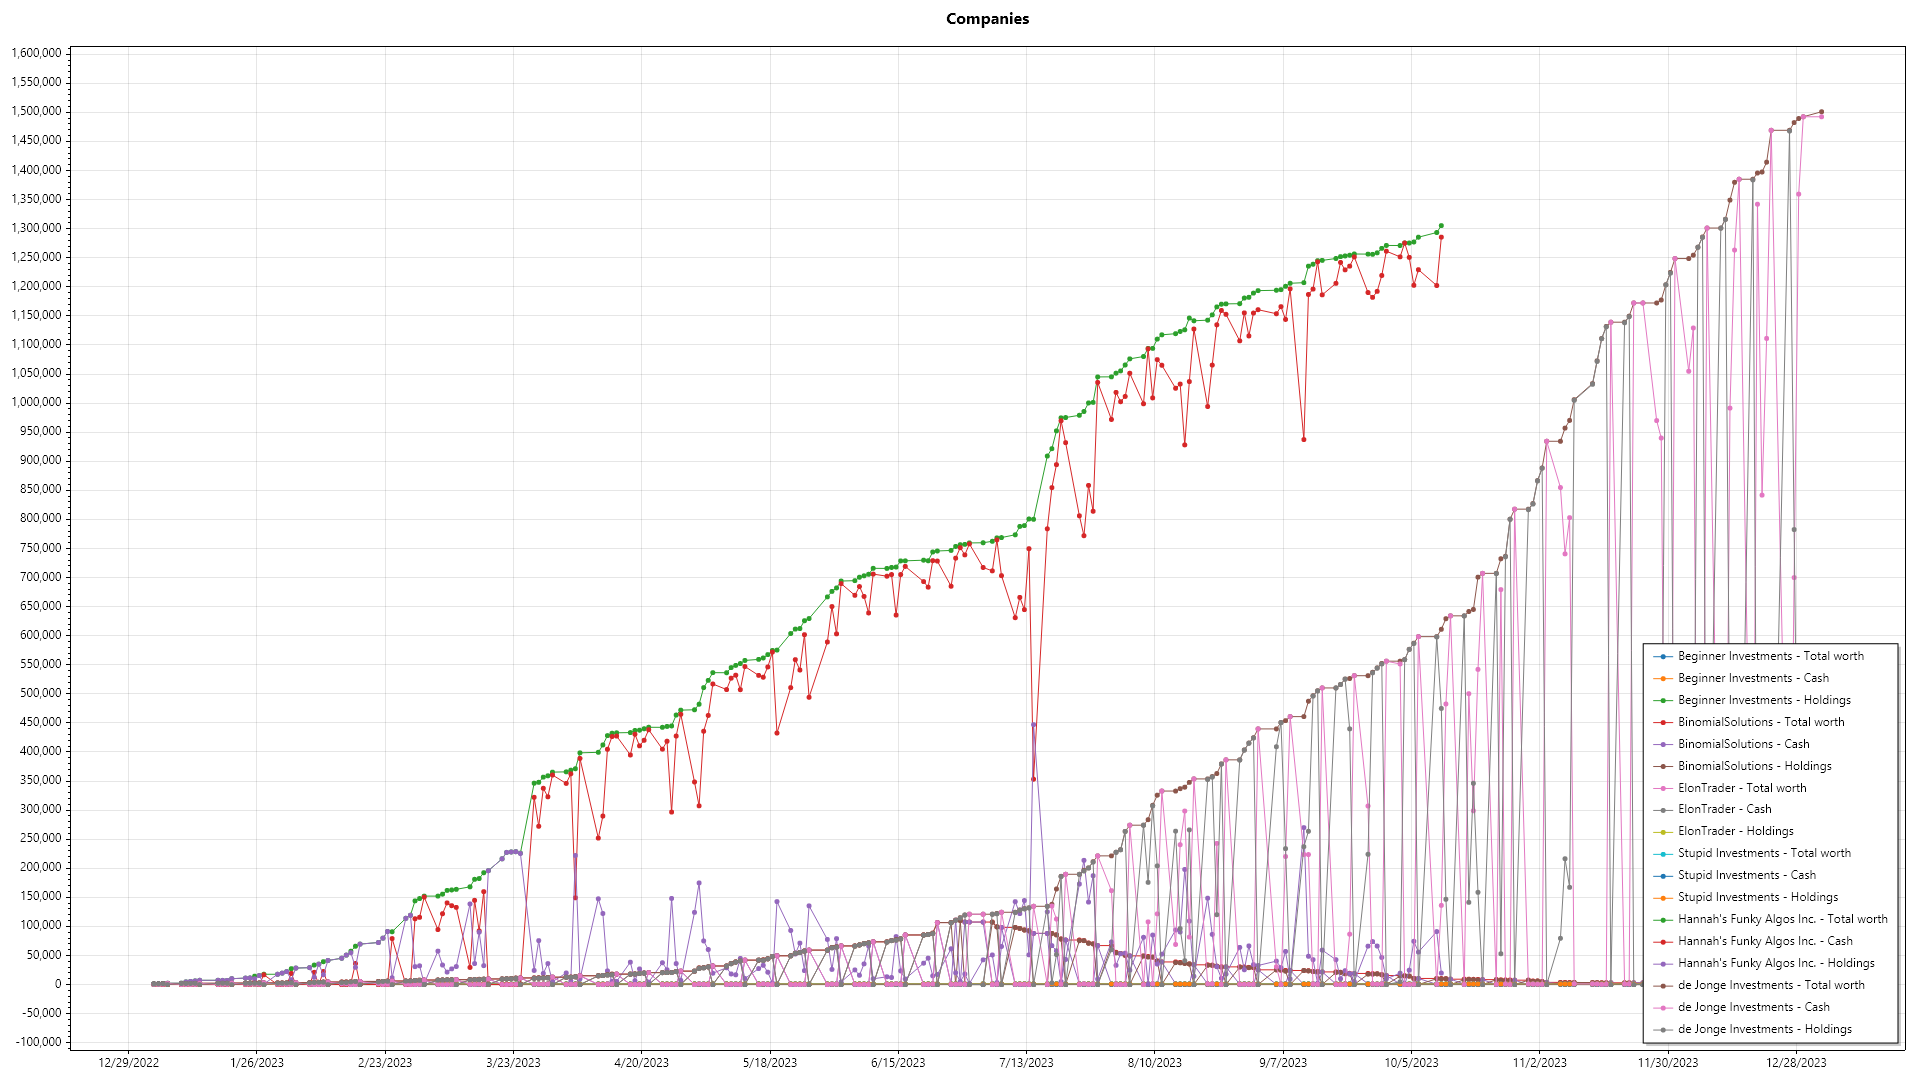 Companies
1,600,000
1,550,000
1,500,000
1,450,000
1,400,000
1,350,000
1,300,000
1,250,000
1,200,000
1,150,000
1,100,000
1,050,000
1,000,000
950,000
900,000
850,000
800,000
750,000
700,000
650,000
600,000
550,000
500,000
450,000
400,000
350,000
300,000
250,000
200,000
150,000
100,000
50,000
0
-50,000
-100,000
Beginner Investments - Total worth
Beginner Investments - Cash
Beginner Investments - Holdings
BinomialSolutions - Total worth
BinomialSolutions - Cash
BinomialSolutions - Holdings
ElonTrader - Total worth
ElonTrader - Cash
ElonTrader - Holdings
Stupid Investments - Total worth
Stupid Investments - Cash
Stupid Investments - Holdings
Hannah's Funky Algos Inc. - Total worth
Hannah's Funky Algos Inc. - Cash
Hannah's Funky Algos Inc. - Holdings
de Jonge Investments - Total worth
de Jonge Investments - Cash
de Jonge Investments - Holdings
12/29/2022 1/26/2023 2/23/2023 3/23/2023 4/20/2023 5/18/2023 6/15/2023 7/13/2023 8/10/2023 9/7/2023 10/5/2023 11/2/2023 11/30/2023 12/28/2023